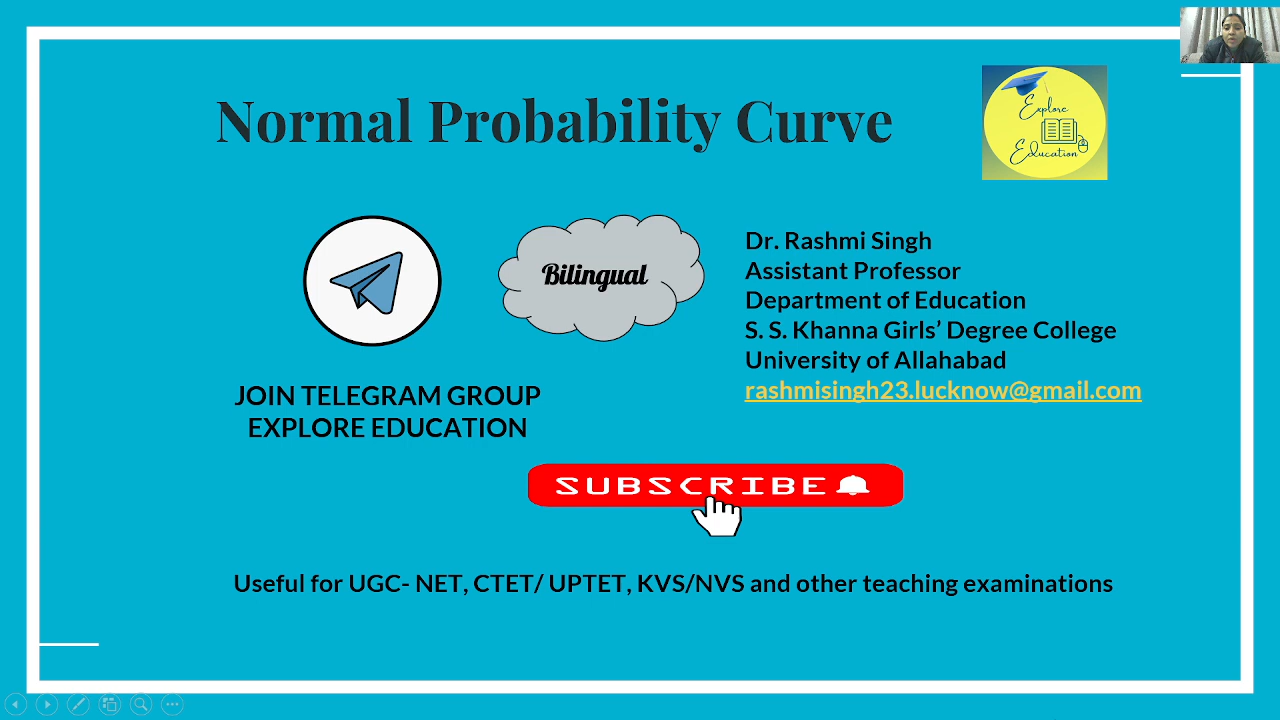 Normal Probability Curve
Explore
Education
Bilingual
Dr. Rashmi Singh
Assistant Professor
Department of Education
S. S. Khanna Girls’ Degree College
University of Allahabad
rashmisingh23.lucknow@gmail.com
JOIN TELEGRAM GROUP
EXPLORE EDUCATION
SUBSCRIBE
Useful for UGC- NET, CTET/ UPTET, KVS/NVS and other teaching examinations